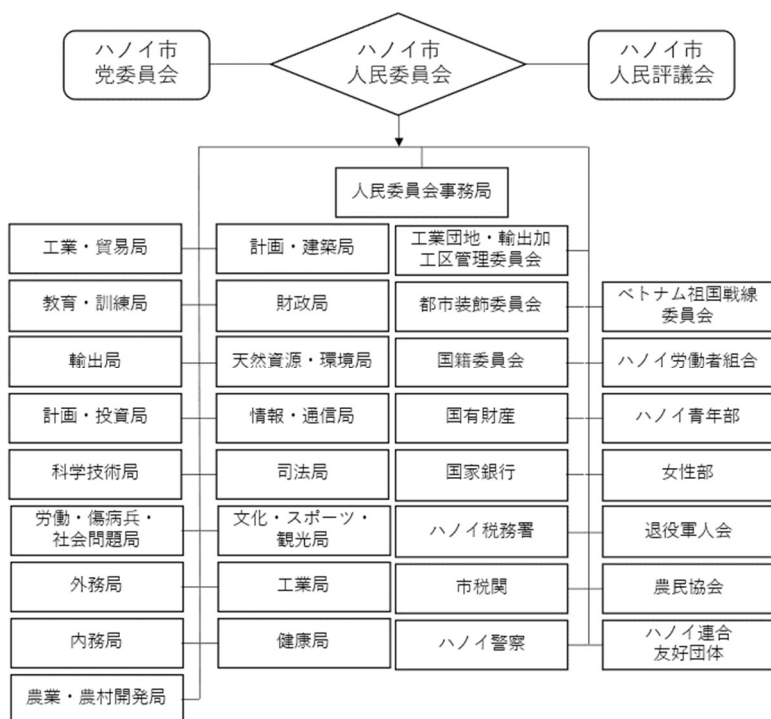 ハノイ市
党委員会
ハノイ市
人民委員会
ハノイ市
人民評議会
人民委員会事務局
工業・貿易局
計画・建築局
工業団地・輸出加
工区管理委員会
教育・訓練局
財政局
都市装飾委員会
ベトナム祖国戦線
委員会
輸出局
天然資源・環境局
国籍委員会
ハノイ労働者組合
計画・投資局
情報・通信局
国有財産
ハノイ青年部
科学技術局
司法局
国家銀行
女性部
労働・傷病兵・
社会問題局
文化・スポーツ・
観光局
ハノイ税務署
退役軍人会
外務局
工業局
市税関
農民協会
内務局
健康局
ハノイ警察
ハノイ連合
友好団体
農業・農村開発局